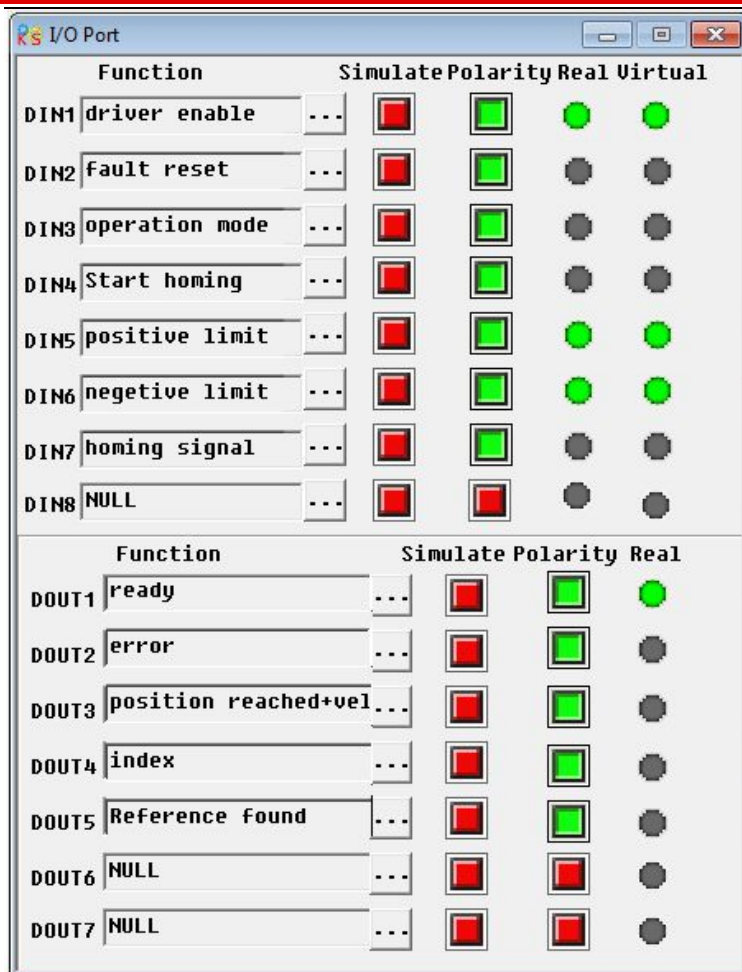 I/O Port
Function Simulate Polarity Real Virtual
DIN1 driver enable ...
DIN2 fault reset ...
DIN3 operation mode ...
DIN4 Start homing ...
DIN5 positive limit ...
DIN6 negetive limit ...
DIN7 homing signal ...
DIN8 NULL ...
Function Simulate Polarity Real
DOUT1 ready ...
DOUT2 error ...
DOUT3 position reached+vel ...
DOUT4 index ...
DOUT5 Reference found ...
DOUT6 NULL ...
DOUT7 NULL ...